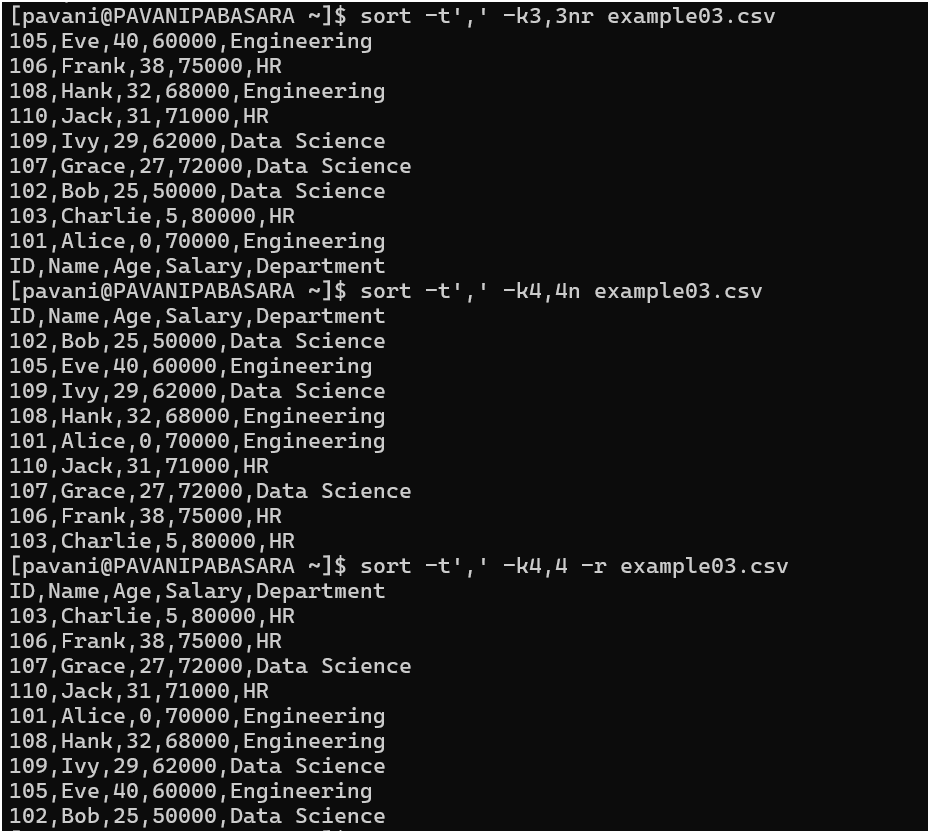 [pavani@PAVANIPABASARA ~]$ sort -t',' -k3,3nr example03.csv
105,Eve,40,60000,Engineering
106,Frank,38,75000,HR
108,Hank,32,68000,Engineering
110,Jack,31,71000,HR
109,Ivy,29,62000,Data Science
107,Grace,27,72000,Data Science
102,Bob,25,50000,Data Science
103,Charlie,5,80000,HR
101,Alice,0,70000,Engineering
ID,Name,Age,Salary,Department
[pavani@PAVANIPABASARA ~]$ sort -t',' -k4,4n example03.csv
ID,Name,Age,Salary,Department
102,Bob,25,50000,Data Science
105,Eve,40,60000,Engineering
109,Ivy,29,62000,Data Science
108,Hank,32,68000,Engineering
101,Alice,0,70000,Engineering
110,Jack,31,71000,HR
107,Grace,27,72000,Data Science
106,Frank,38,75000,HR
103,Charlie,5,80000,HR
[pavani@PAVANIPABASARA ~]$ sort -t',' -k4,4 -r example03.csv
ID,Name,Age,Salary,Department
103,Charlie,5,80000,HR
106,Frank,38,75000,HR
107,Grace,27,72000,Data Science
110,Jack,31,71000,HR
101,Alice,0,70000,Engineering
108,Hank,32,68000,Engineering
109,Ivy,29,62000,Data Science
105,Eve,40,60000,Engineering
102,Bob,25,50000,Data Science